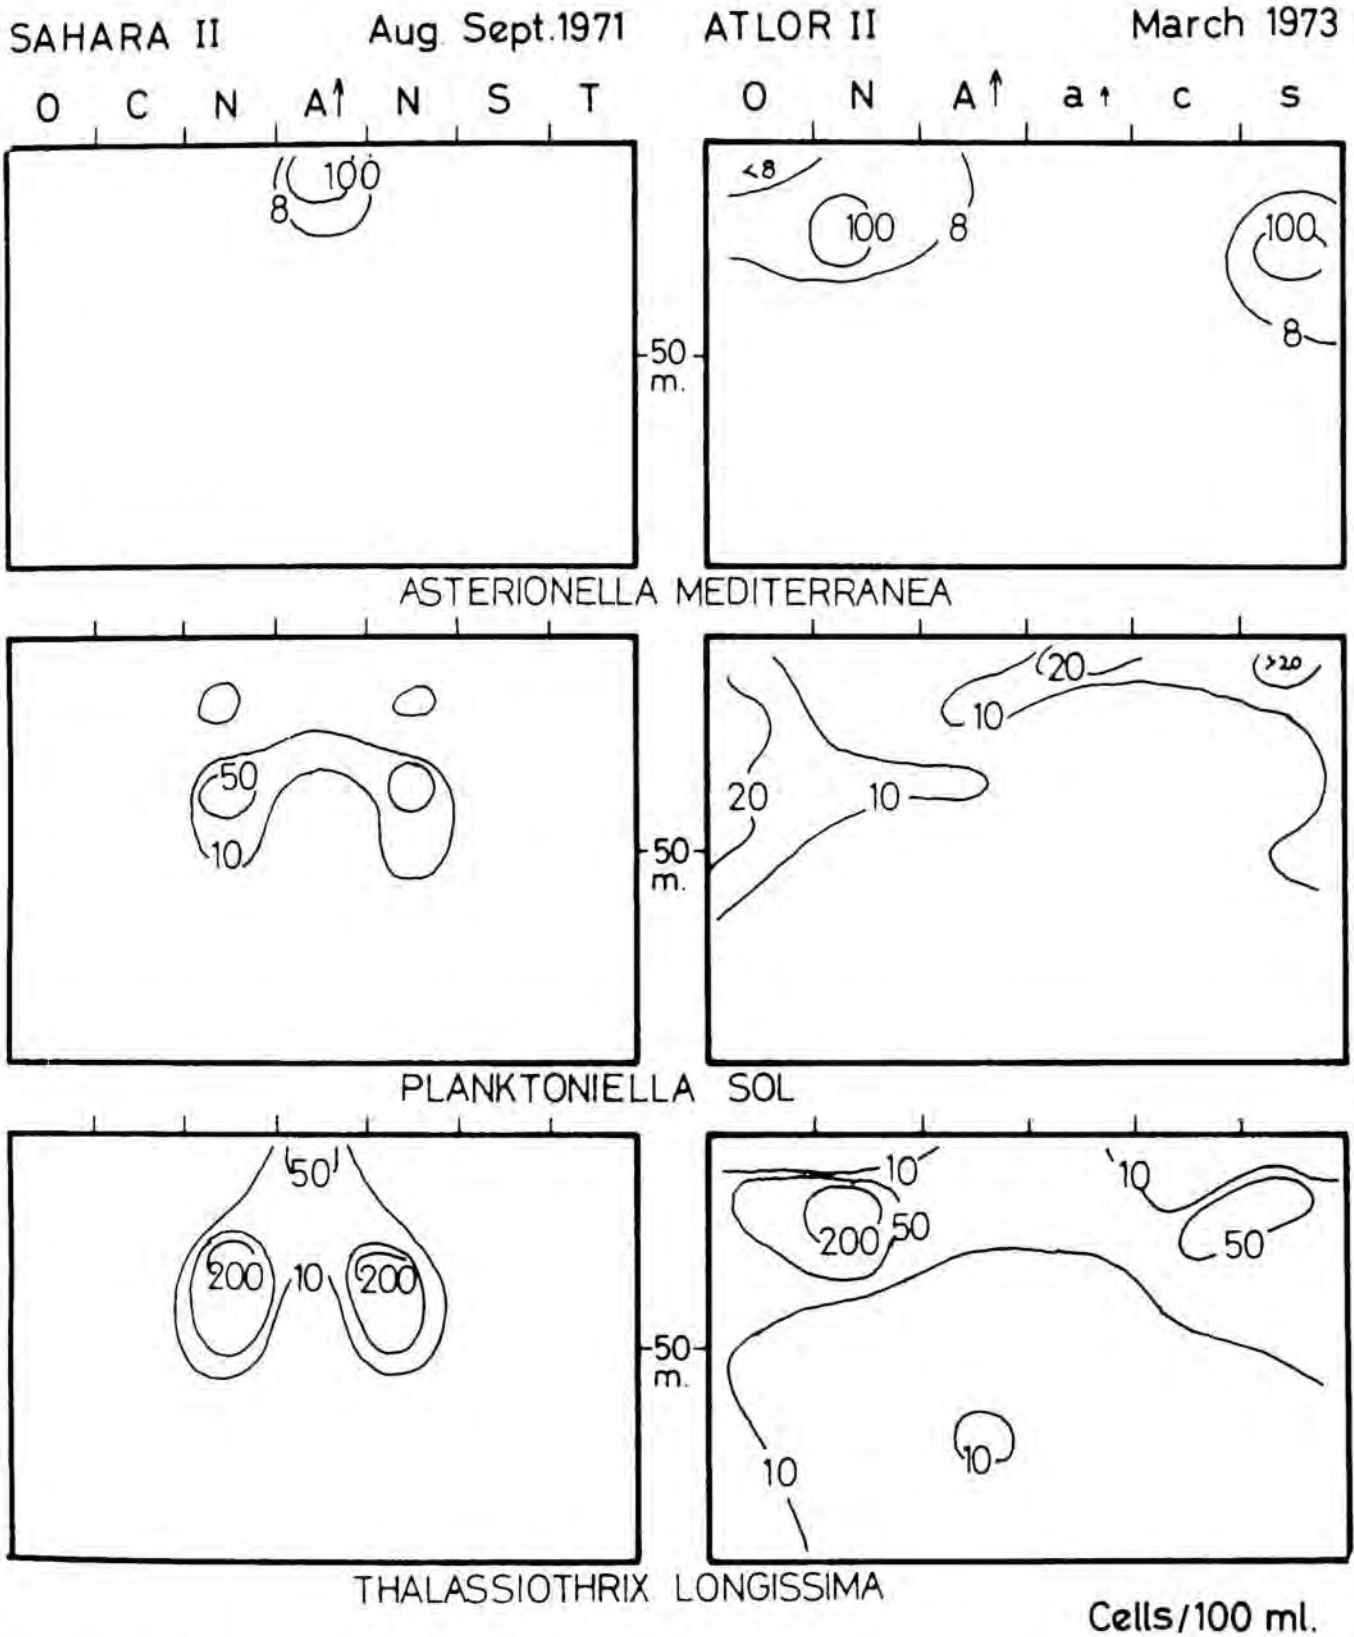 SAHARA II Aug. Sept.1971 ATLOR II March 1973
O C N A↑ N S T O N A↑ a↑ c s
100 <8 100 8 100
8 8
50
m.
ASTERIONELLA MEDITERRANEA
20 >20
10
50 20 10
10 50
m.
PLANKTONIELLA SOL
50 10 10
200 50 50
200 10 200
50
m.
10 10
THALASSIOTHRIX LONGISSIMA
Cells/100 ml.